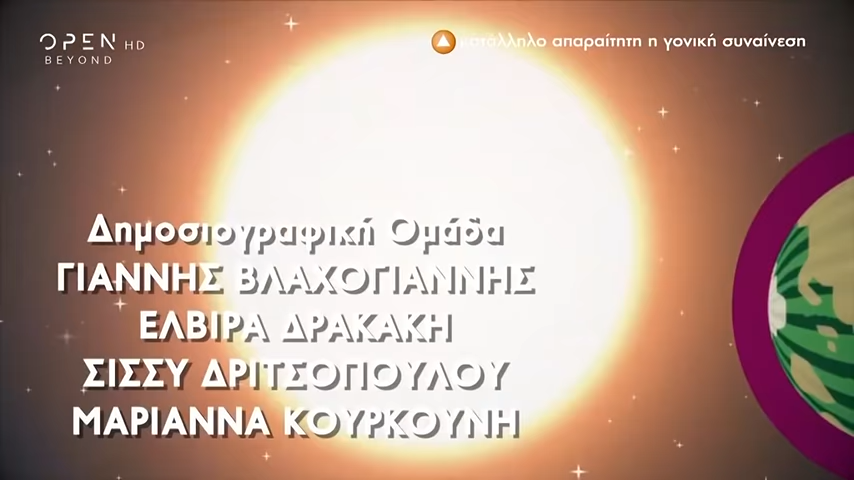 OPEN HD
BEYOND
κατάλληλο απαραίτητη η γονική συναίνεση
Δημοσιογραφική Ομάδα
ΓΙΑΝΝΗΣ ΒΛΑΧΟΓΙΑΝΝΗΣ
ΕΛΒΙΡΑ ΔΡΑΚΑΚΗ
ΣΙΣΣΥ ΔΡΙΤΣΟΠΟΥΛΟΥ
ΜΑΡΙΑΝΝΑ ΚΟΥΡΚΟΥΝΗ